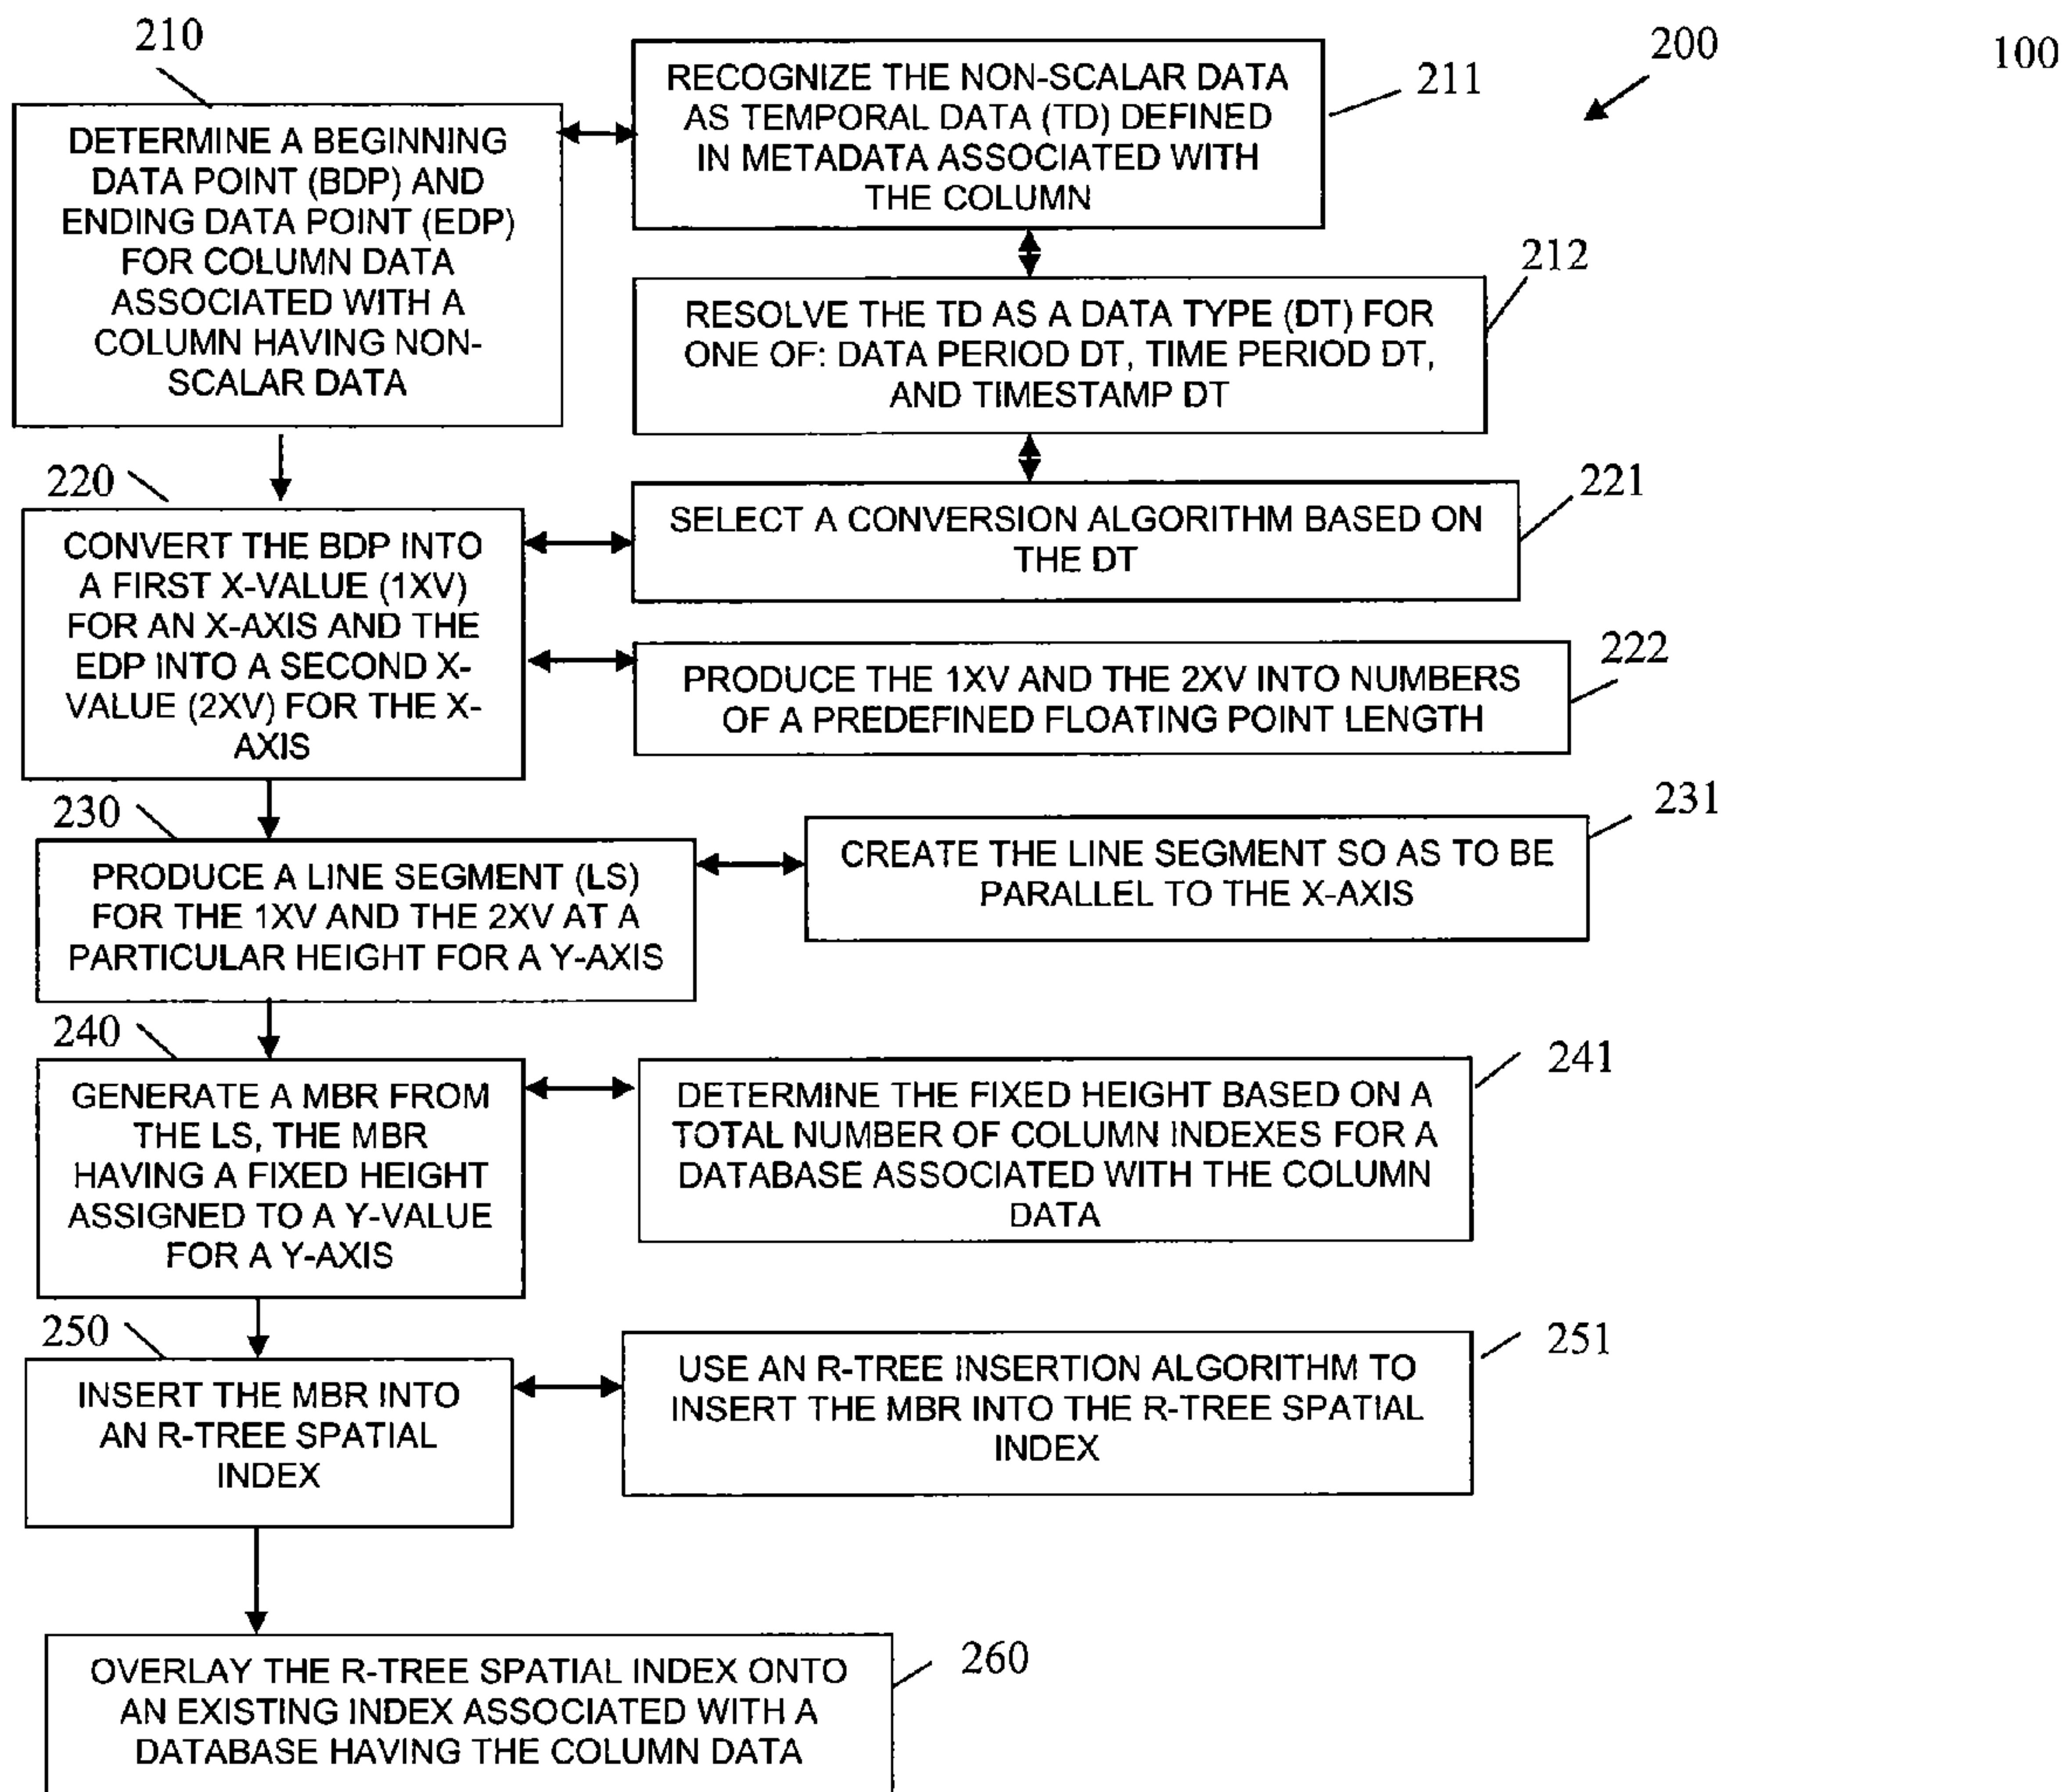 210
DETERMINE A BEGINNING
DATA POINT (BDP) AND
ENDING DATA POINT (EDP)
FOR COLUMN DATA
ASSOCIATED WITH A
COLUMN HAVING NON-
SCALAR DATA
RECOGNIZE THE NON-SCALAR DATA
AS TEMPORAL DATA (TD) DEFINED
IN METADATA ASSOCIATED WITH
THE COLUMN
211
200
100
RESOLVE THE TD AS A DATA TYPE (DT) FOR
ONE OF: DATA PERIOD DT, TIME PERIOD DT,
AND TIMESTAMP DT
212
220
CONVERT THE BDP INTO
A FIRST X-VALUE (1XV)
FOR AN X-AXIS AND THE
EDP INTO A SECOND X-
VALUE (2XV) FOR THE X-
AXIS
SELECT A CONVERSION ALGORITHM BASED ON
THE DT
221
PRODUCE THE 1XV AND THE 2XV INTO NUMBERS
OF A PREDEFINED FLOATING POINT LENGTH
222
230
PRODUCE A LINE SEGMENT (LS)
FOR THE 1XV AND THE 2XV AT A
PARTICULAR HEIGHT FOR A Y-AXIS
CREATE THE LINE SEGMENT SO AS TO BE
PARALLEL TO THE X-AXIS
231
240
GENERATE A MBR FROM
THE LS, THE MBR
HAVING A FIXED HEIGHT
ASSIGNED TO A Y-VALUE
FOR A Y-AXIS
DETERMINE THE FIXED HEIGHT BASED ON A
TOTAL NUMBER OF COLUMN INDEXES FOR A
DATABASE ASSOCIATED WITH THE COLUMN
DATA
241
250
INSERT THE MBR INTO
AN R-TREE SPATIAL
INDEX
USE AN R-TREE INSERTION ALGORITHM TO
INSERT THE MBR INTO THE R-TREE SPATIAL
INDEX
251
OVERLAY THE R-TREE SPATIAL INDEX ONTO
AN EXISTING INDEX ASSOCIATED WITH A
DATABASE HAVING THE COLUMN DATA
260